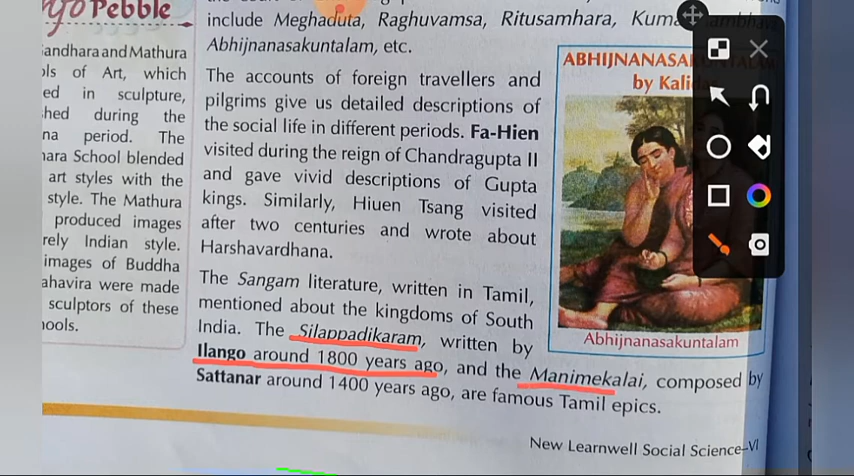 Pebble
andhara and Mathura
of Art, which
ed in sculpture,
hed during the
na period. The
ara School blended
art styles with the
style. The Mathura
produced images
rely Indian style.
images of Buddha
ahavira were made
sculptors of these
ools.
include Meghaduta, Raghuvamsa, Ritusamhara,
Abhijnanasakuntalam, etc.
The accounts of foreign travellers and
pilgrims give us detailed descriptions of
the social life in different periods. Fa-Hien
visited during the reign of Chandragupta II
and gave vivid descriptions of Gupta
kings. Similarly, Hiuen Tsang visited
after two centuries and wrote about
Harshavardhana.
The Sangam literature, written in Tamil,
mentioned about the kingdoms of South
India. The Silappadikaram, written by
Ilango around 1800 years ago, and the Manimekalai, composed by
Sattanar around 1400 years ago, are famous Tamil epics.
ABHIJNANASAKUNTALAM
by Kalidas
Abhijnanasakuntalam
New Learnwell Social Science-VI